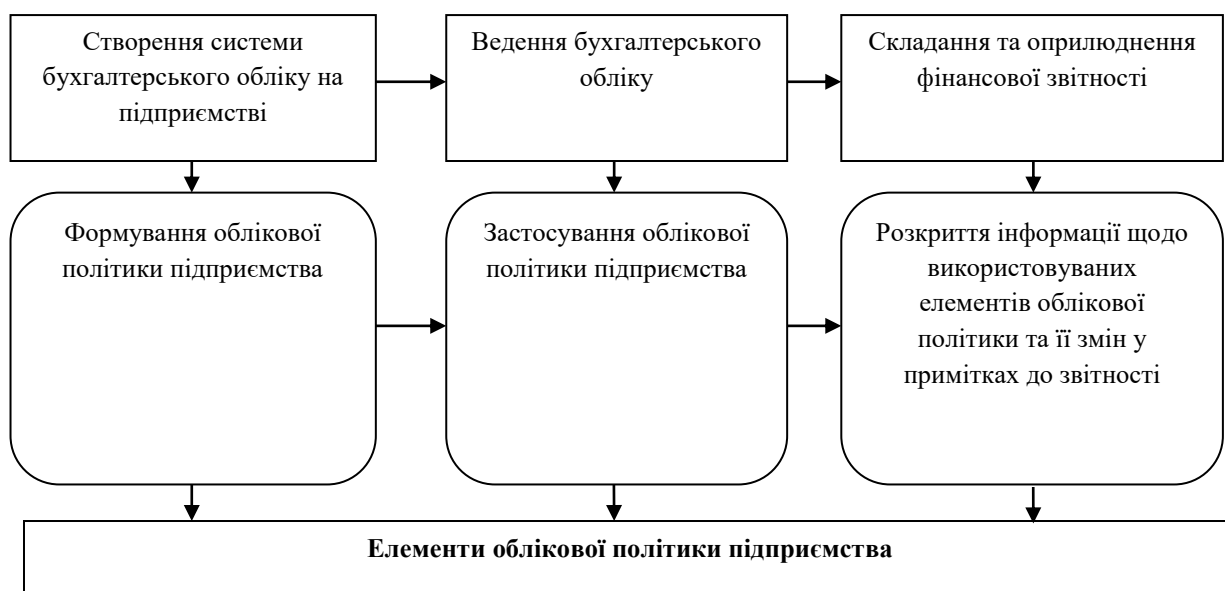 Створення системи
бухгалтерського обліку на
підприємстві
Ведення бухгалтерського
обліку
Складання та оприлюднення
фінансової звітності
Формування облікової
політики підприємства
Застосування облікової
політики підприємства
Розкриття інформації щодо
використовуваних
елементів облікової
політики та її змін у
примітках до звітності
Елементи облікової політики підприємства